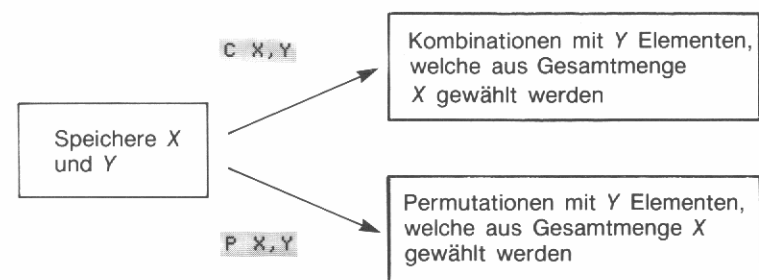 C X,Y
Kombinationen mit Y Elementen,
welche aus Gesamtmenge
X gewählt werden
Speichere X
und Y
P X,Y
Permutationen mit Y Elementen,
welche aus Gesamtmenge X
gewählt werden